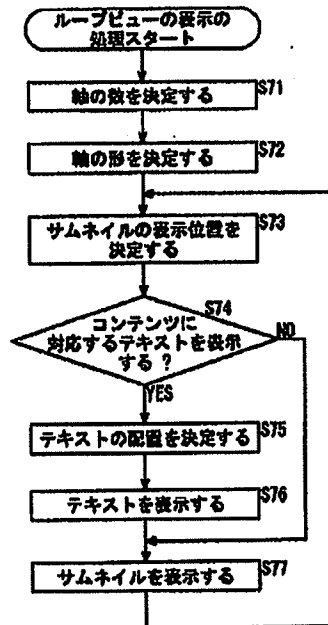 ループビューの表示の
処理スタート
軸の数を決定する
S71
軸の形を決定する
S72
サムネイルの表示位置を
決定する
S73
S74
コンテンツに
対応するテキストを表示
する ?
NO
YES
テキストの配置を決定する
S75
テキストを表示する
S76
サムネイルを表示する
S77